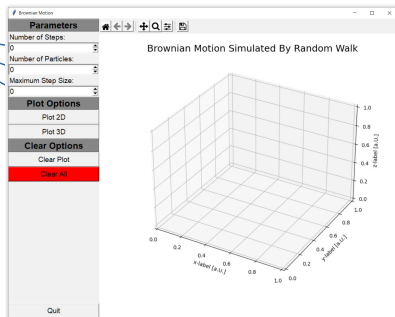 Brownian Motion
Parameters
Number of Steps:
0
Number of Particles:
0
Maximum Step Size:
0
Plot Options
Plot 2D
Plot 3D
Clear Options
Clear Plot
Clear All
Quit
Brownian Motion Simulated By Random Walk
1.0
0.8
0.6
0.4
0.2
0.0
z-label [a.U.]
1.0
0.8
0.6
0.4
0.2
0.0
y-label [a.U.]
0.0
0.2
0.4
0.6
0.8
1.0
x-label [a.U.]